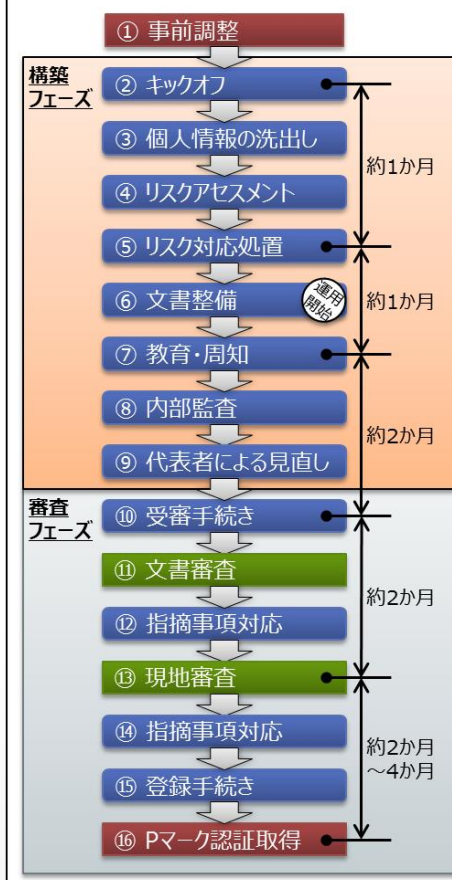 ① 事前調整
構築
フェーズ
② キックオフ
③ 個人情報の洗出し
④ リスクアセスメント
約1か月
⑤ リスク対応処置
⑥ 文書整備
運用
開始
約1か月
⑦ 教育・周知
⑧ 内部監査
⑨ 代表者による見直し
約2か月
審査
フェーズ
⑩ 受審手続き
⑪ 文書審査
⑫ 指摘事項対応
約2か月
⑬ 現地審査
⑭ 指摘事項対応
⑮ 登録手続き
約2か月
～4か月
⑯ Pマーク認証取得